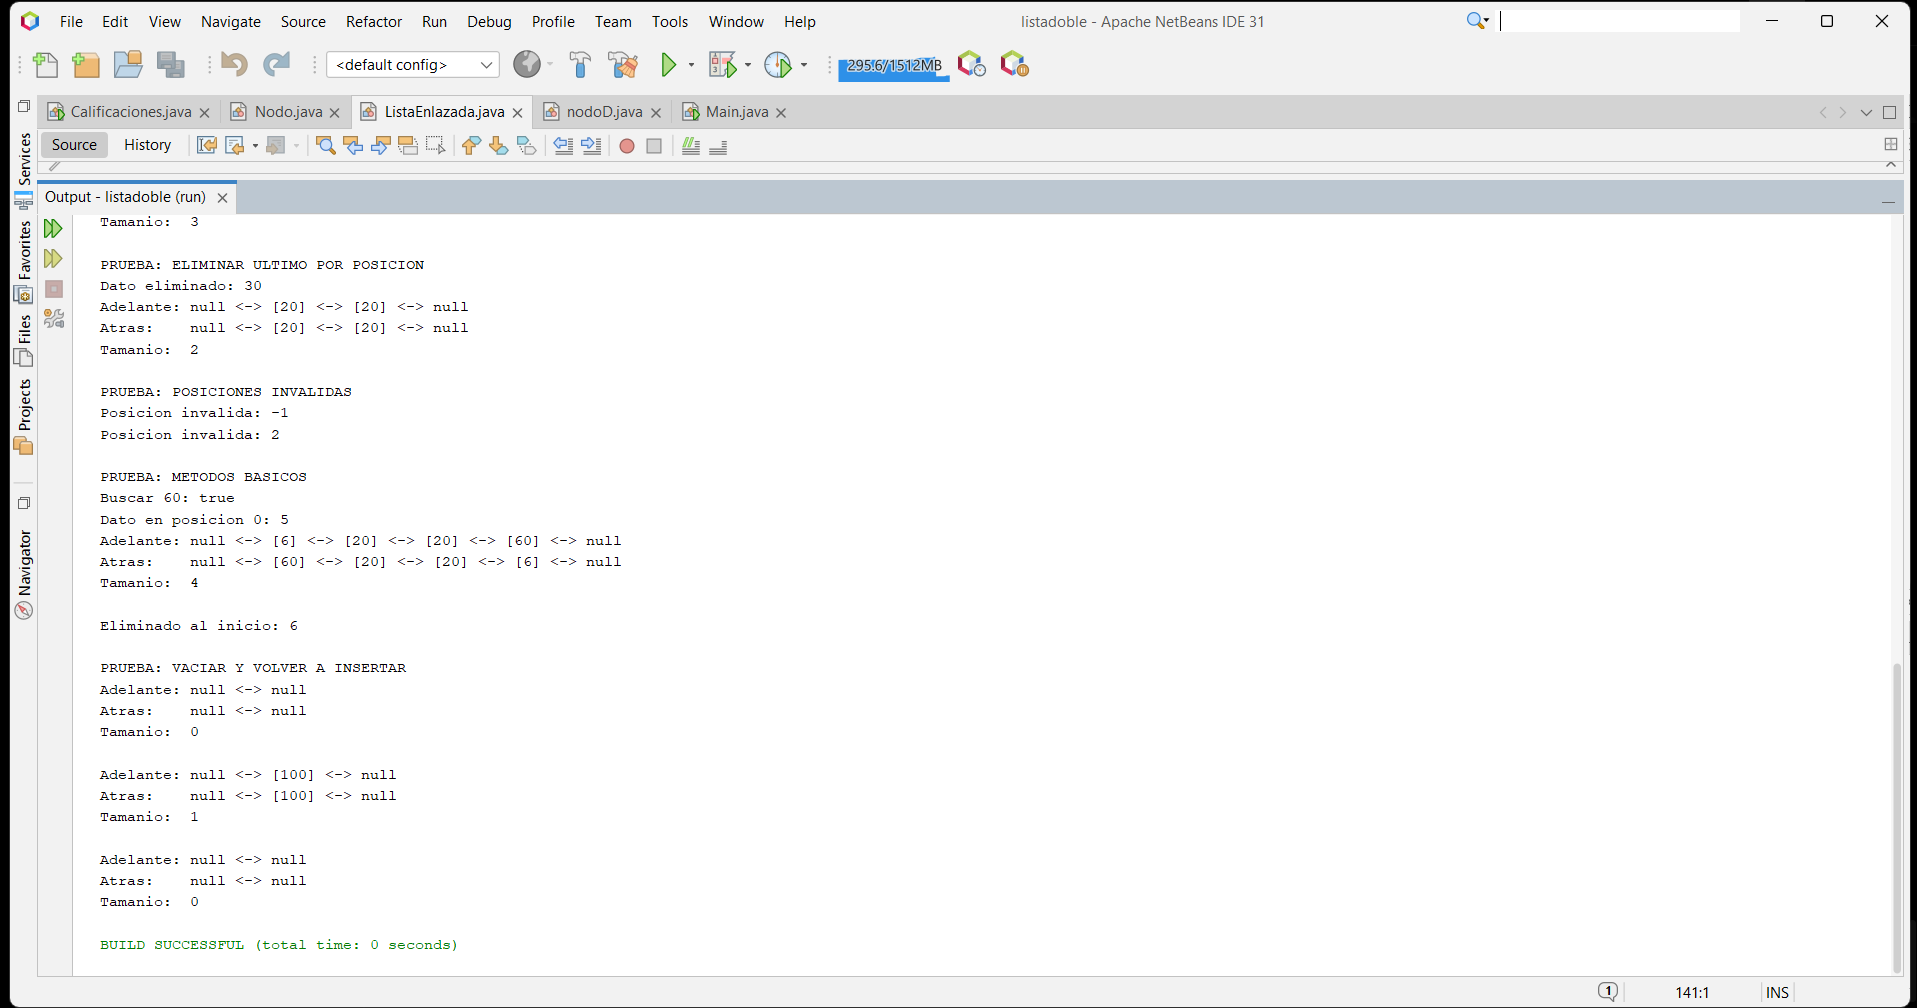 File Edit View Navigate Source Refactor Run Debug Profile Team Tools Window Help
listadoble - Apache NetBeans IDE 31
<default config>
295.6/1512MB
Calificaciones.java
Nodo.java
ListaEnlazada.java
nodoD.java
Main.java
Source History
Services
Favorites
Files
Projects
Navigator
Output - listadoble (run)
Tamanio:  3
PRUEBA: ELIMINAR ULTIMO POR POSICION
Dato eliminado: 30
Adelante: null <-> [20] <-> [20] <-> null
Atras:    null <-> [20] <-> [20] <-> null
Tamanio:  2
PRUEBA: POSICIONES INVALIDAS
Posicion invalida: -1
Posicion invalida: 2
PRUEBA: METODOS BASICOS
Buscar 60: true
Dato en posicion 0: 5
Adelante: null <-> [6] <-> [20] <-> [20] <-> [60] <-> null
Atras:    null <-> [60] <-> [20] <-> [20] <-> [6] <-> null
Tamanio:  4
Eliminado al inicio: 6
PRUEBA: VACIAR Y VOLVER A INSERTAR
Adelante: null <-> null
Atras:    null <-> null
Tamanio:  0
Adelante: null <-> [100] <-> null
Atras:    null <-> [100] <-> null
Tamanio:  1
Adelante: null <-> null
Atras:    null <-> null
Tamanio:  0
BUILD SUCCESSFUL (total time: 0 seconds)
1
141:1
INS